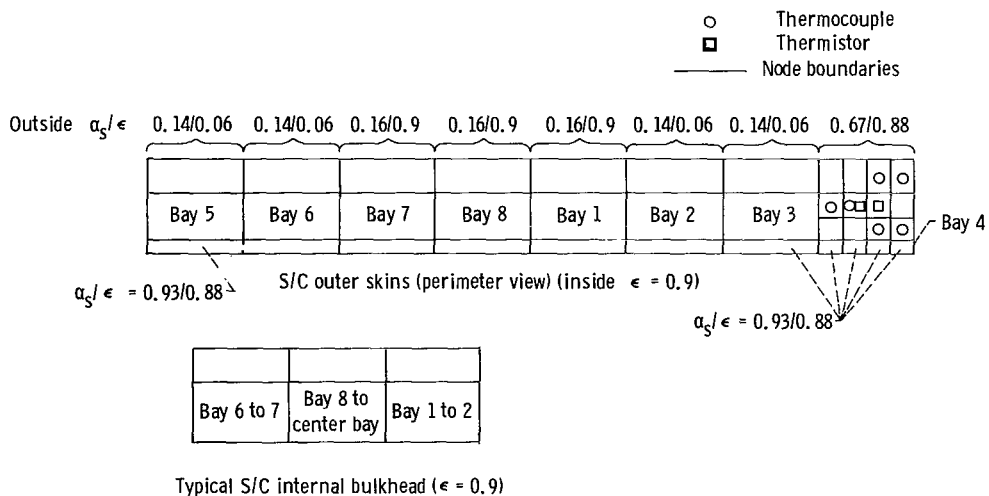 Thermocouple
Thermistor
Node boundaries
Outside αs/ϵ 0.14/0.06 0.14/0.06 0.16/0.9 0.16/0.9 0.16/0.9 0.14/0.06 0.14/0.06 0.67/0.88
Bay 5 Bay 6 Bay 7 Bay 8 Bay 1 Bay 2 Bay 3
Bay 4
S/C outer skins (perimeter view) (inside ϵ = 0.9)
αs/ϵ = 0.93/0.88
αs/ϵ = 0.93/0.88
Bay 6 to 7 Bay 8 to center bay Bay 1 to 2
Typical S/C internal bulkhead (ϵ = 0.9)